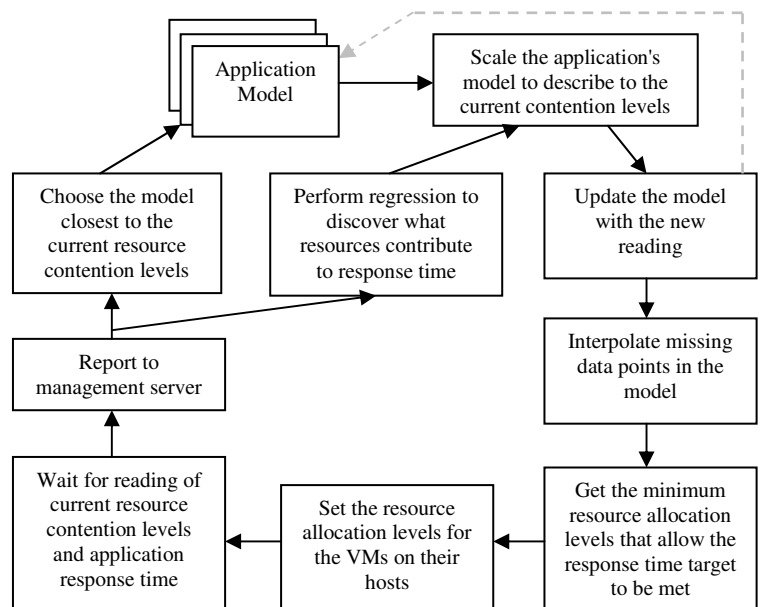 Application
Model
Scale the application's
model to describe to the
current contention levels
Choose the model
closest to the
current resource
contention levels
Perform regression to
discover what
resources contribute
to response time
Update the model
with the new
reading
Report to
management server
Interpolate missing
data points in the
model
Wait for reading of
current resource
contention levels
and application
response time
Set the resource
allocation levels for
the VMs on their
hosts
Get the minimum
resource allocation
levels that allow the
response time target
to be met